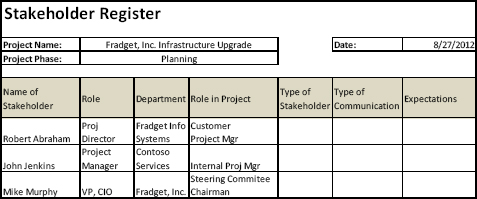 Stakeholder Register
Project Name: Fradget, Inc. Infrastructure Upgrade Date: 8/27/2012
Project Phase: Planning
Name of Type of Type of
Stakeholder Role Department Role in Project Stakeholder Communication Expectations
Proj Fradget Info Customer
Robert Abraham Director Systems Project Mgr
Project Contoso
John Jenkins Manager Services Internal Proj Mgr
Steering Commitee
Mike Murphy VP, CIO Fradget, Inc. Chairman